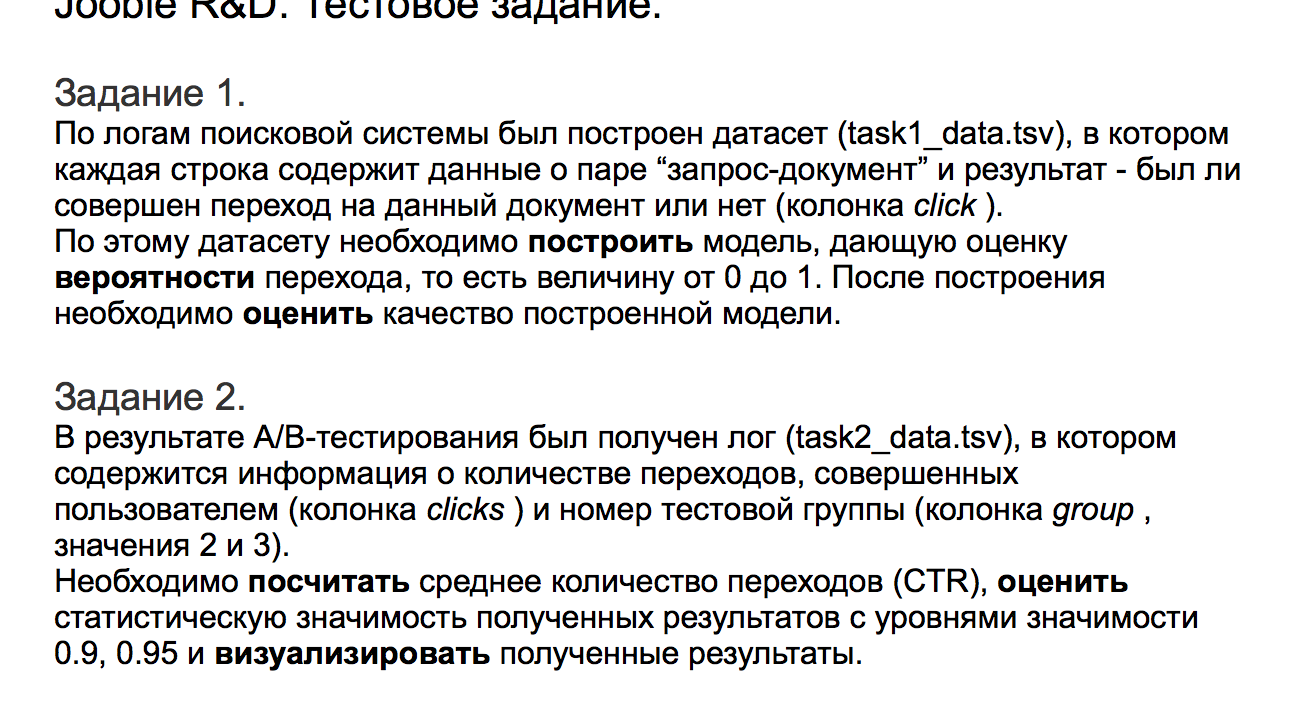 Jooble R&D. Тестовое задание.
Задание 1.
По логам поисковой системы был построен датасет (task1_data.tsv), в котором
каждая строка содержит данные о паре “запрос-документ” и результат - был ли
совершен переход на данный документ или нет (колонка click ).
По этому датасету необходимо построить модель, дающую оценку
вероятности перехода, то есть величину от 0 до 1. После построения
необходимо оценить качество построенной модели.
Задание 2.
В результате A/B-тестирования был получен лог (task2_data.tsv), в котором
содержится информация о количестве переходов, совершенных
пользователем (колонка clicks ) и номер тестовой группы (колонка group ,
значения 2 и 3).
Необходимо посчитать среднее количество переходов (CTR), оценить
статистическую значимость полученных результатов с уровнями значимости
0.9, 0.95 и визуализировать полученные результаты.